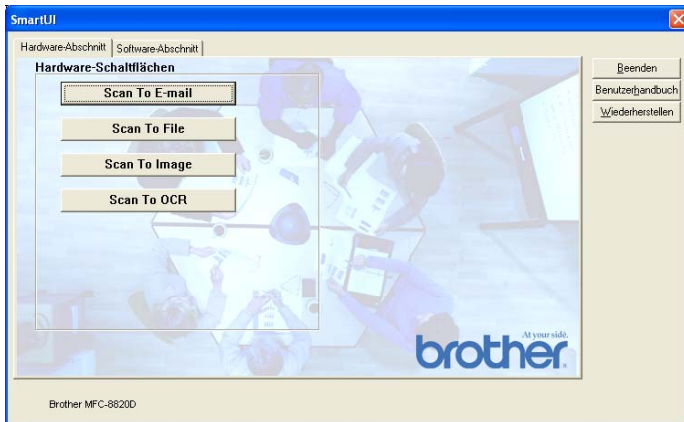 SmartUI
Hardware-Abschnitt
Software-Abschnitt
Hardware-Schaltflächen
Scan To E-mail
Scan To File
Scan To Image
Scan To OCR
Beenden
Benutzerhandbuch
Wiederherstellen
At your side.
brother
Brother MFC-8820D